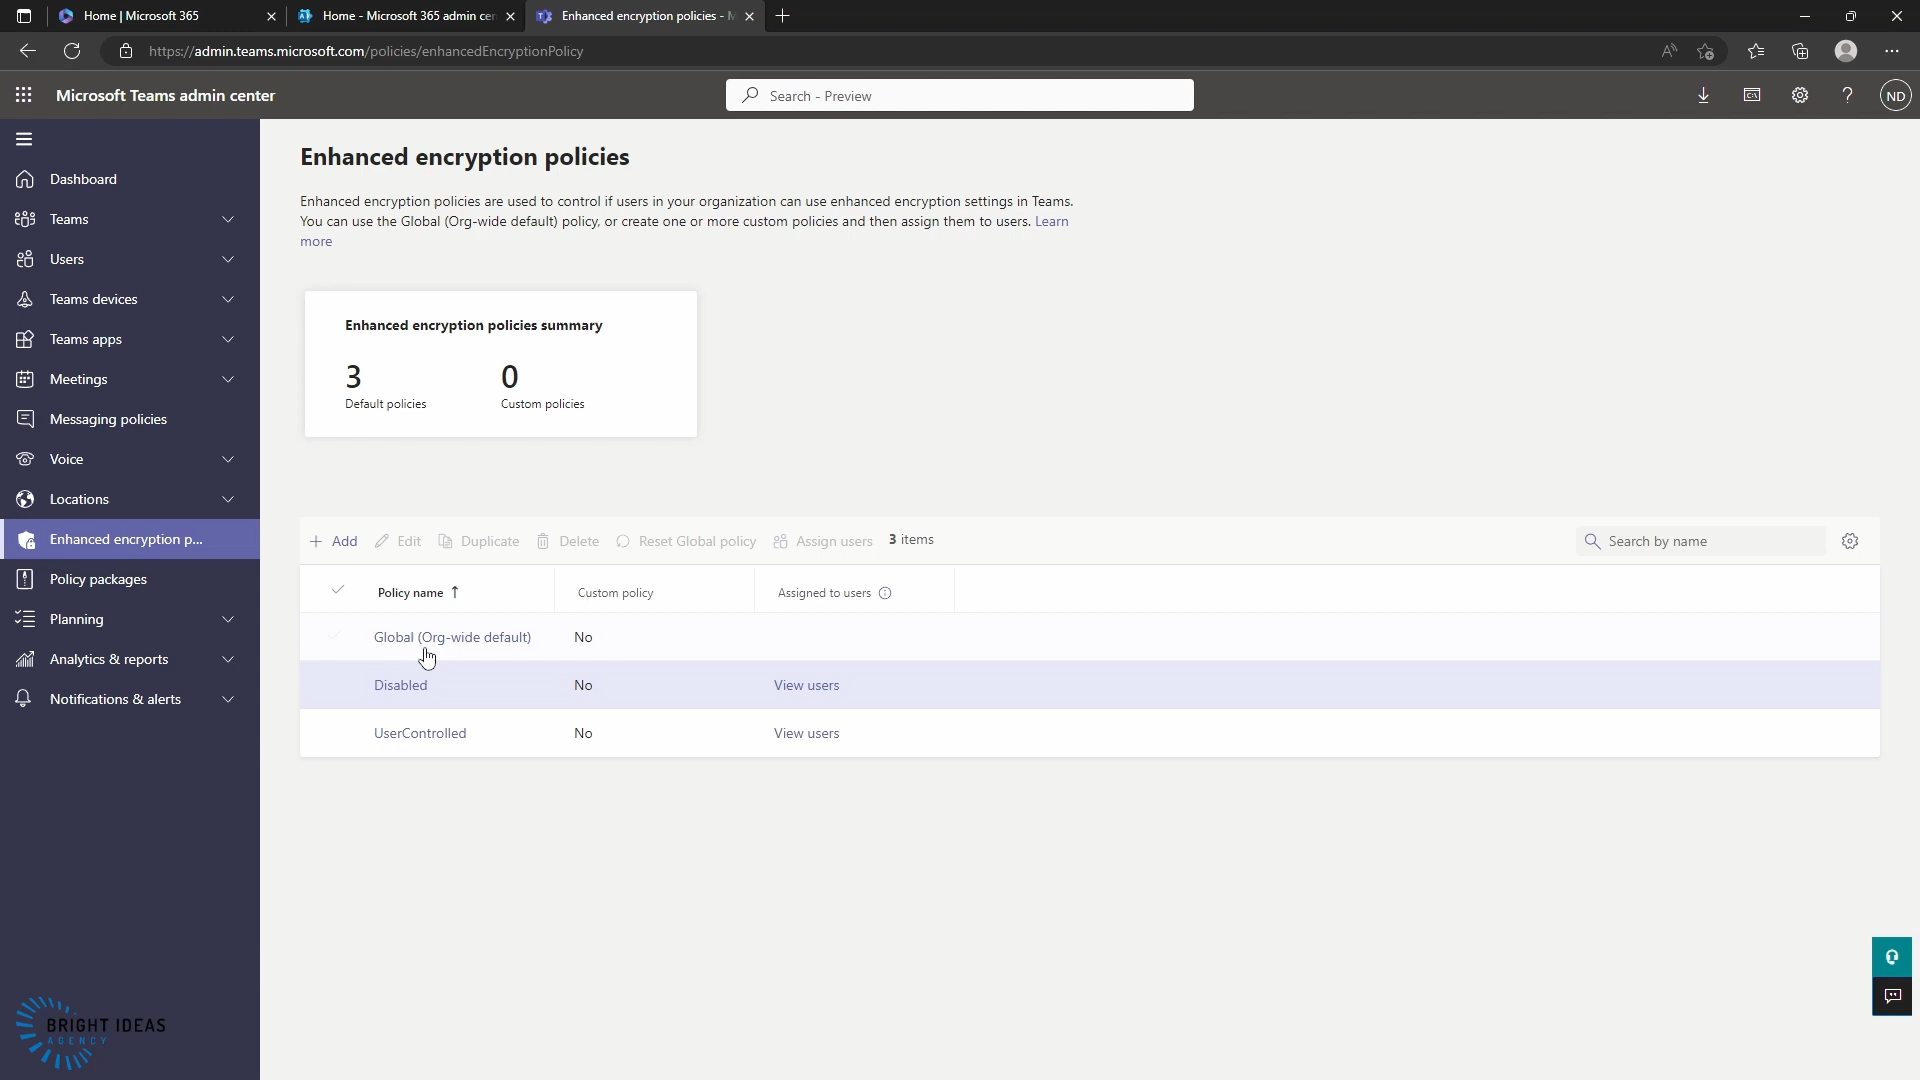 Home | Microsoft 365
Home - Microsoft 365 admin cen
Enhanced encryption policies - M
https://admin.teams.microsoft.com/policies/enhancedEncryptionPolicy
Microsoft Teams admin center
Search - Preview
ND
Dashboard
Teams
Users
Teams devices
Teams apps
Meetings
Messaging policies
Voice
Locations
Enhanced encryption p...
Policy packages
Planning
Analytics & reports
Notifications & alerts
BRIGHT IDEAS
AGENCY
Enhanced encryption policies
Enhanced encryption policies are used to control if users in your organization can use enhanced encryption settings in Teams.
You can use the Global (Org-wide default) policy, or create one or more custom policies and then assign them to users. Learn
more
Enhanced encryption policies summary
3 0
Default policies Custom policies
Add Edit Duplicate Delete Reset Global policy Assign users 3 items Search by name
Policy name ↑ Custom policy Assigned to users
Global (Org-wide default) No
Disabled No View users
UserControlled No View users